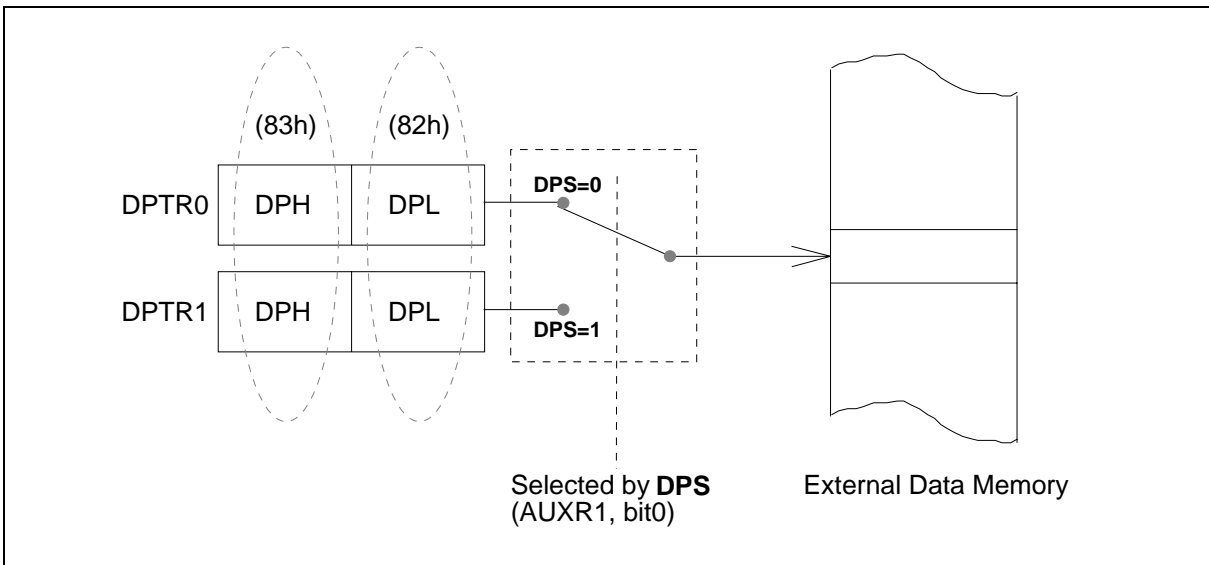 (83h) (82h)
DPS=0
DPTR0 DPH DPL
DPTR1 DPH DPL
DPS=1
Selected by DPS
(AUXR1, bit0)
External Data Memory